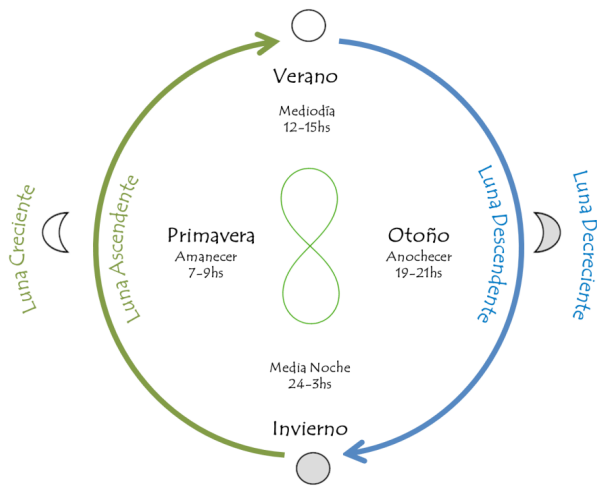 Verano
Mediodía
12-15hs
Luna Creciente
Luna Ascendente
Primavera
Amanecer
7-9hs
Otoño
Anochecer
19-21hs
Luna Descendente
Luna Decreciente
Media Noche
24-3hs
Invierno